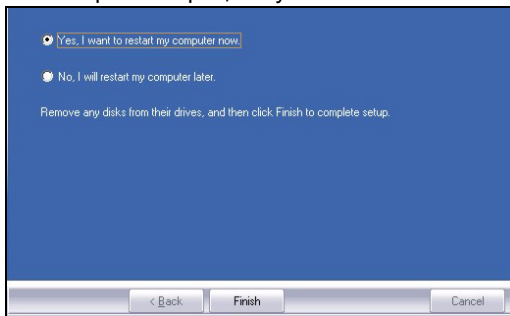 Yes, I want to restart my computer now.
No, I will restart my computer later.
Remove any disks from their drives, and then click Finish to complete setup.
< Back Finish Cancel